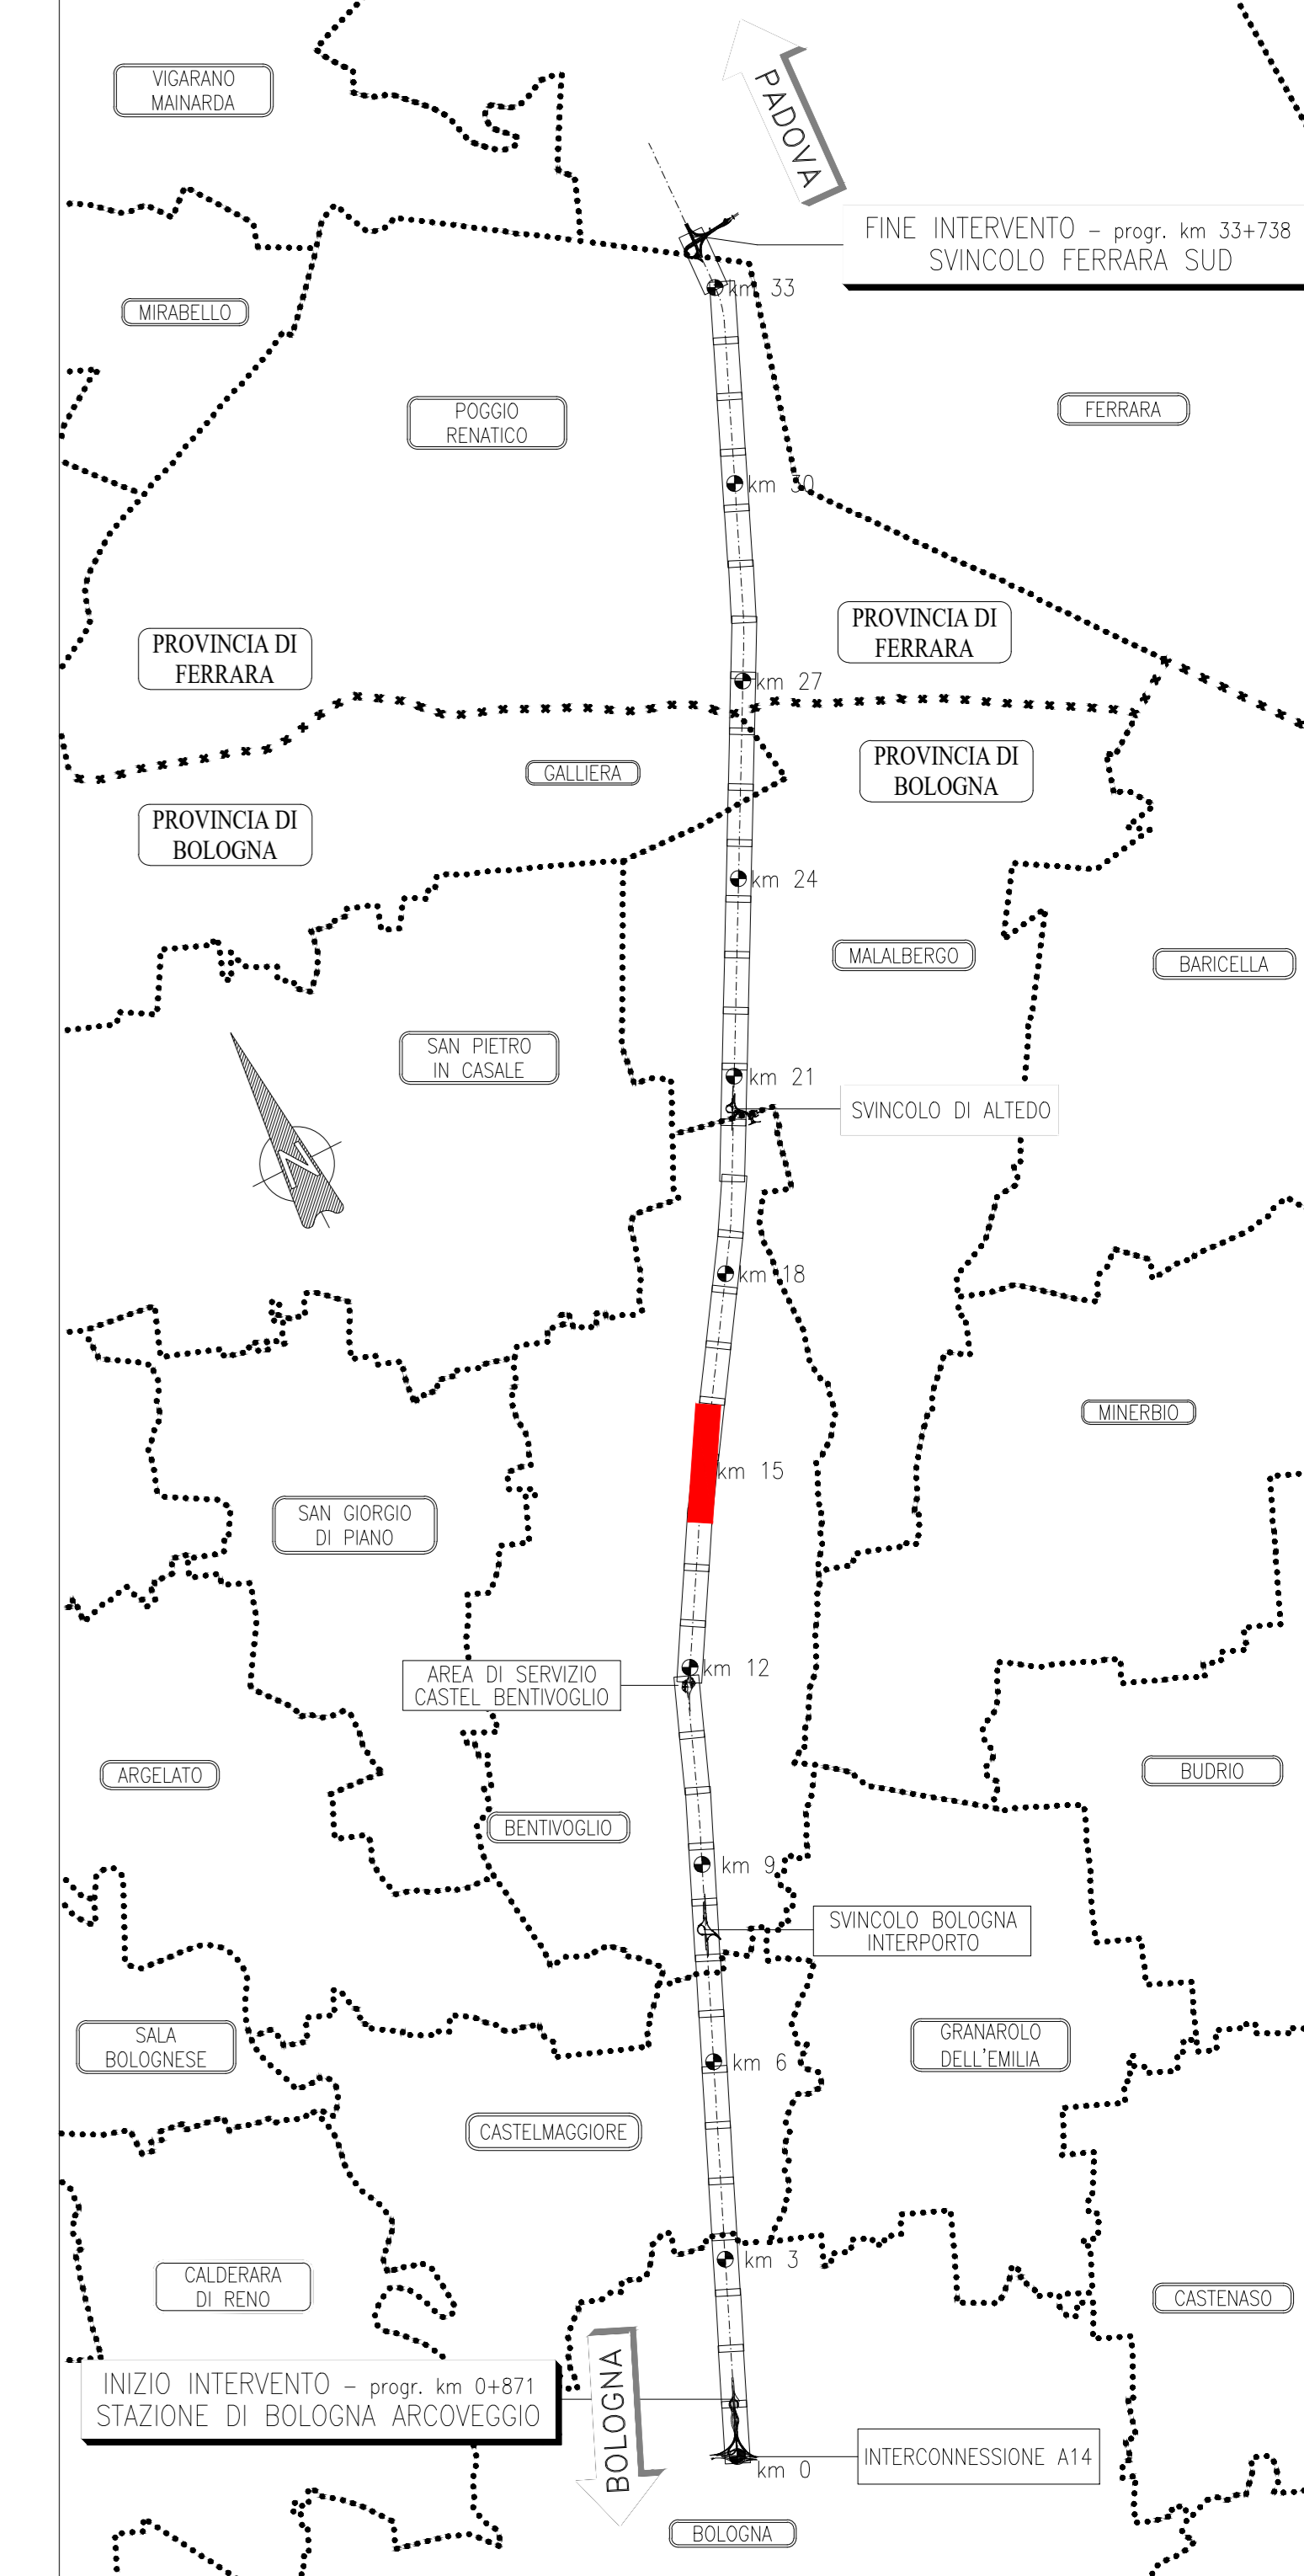 VIGARANO
MAINARDA
PADOVA
FINE INTERVENTO – progr. km 33+738
SVINCOLO FERRARA SUD
km 33
MIRABELLO
POGGIO
RENATICO
FERRARA
km 30
PROVINCIA DI
FERRARA
PROVINCIA DI
FERRARA
km 27
GALLIERA
PROVINCIA DI
BOLOGNA
PROVINCIA DI
BOLOGNA
km 24
MALALBERGO
BARICELLA
SAN PIETRO
IN CASALE
km 21
SVINCOLO DI ALTEDO
N
km 18
MINERBIO
km 15
SAN GIORGIO
DI PIANO
km 12
AREA DI SERVIZIO
CASTEL BENTIVOGLIO
ARGELATO
BUDRIO
BENTIVOGLIO
km 9
SVINCOLO BOLOGNA
INTERPORTO
SALA
BOLOGNESE
GRANAROLO
DELL'EMILIA
km 6
CASTELMAGGIORE
km 3
CALDERARA
DI RENO
CASTENASO
INIZIO INTERVENTO – progr. km 0+871
STAZIONE DI BOLOGNA ARCOVEGGIO
BOLOGNA
INTERCONNESSIONE A14
km 0
BOLOGNA